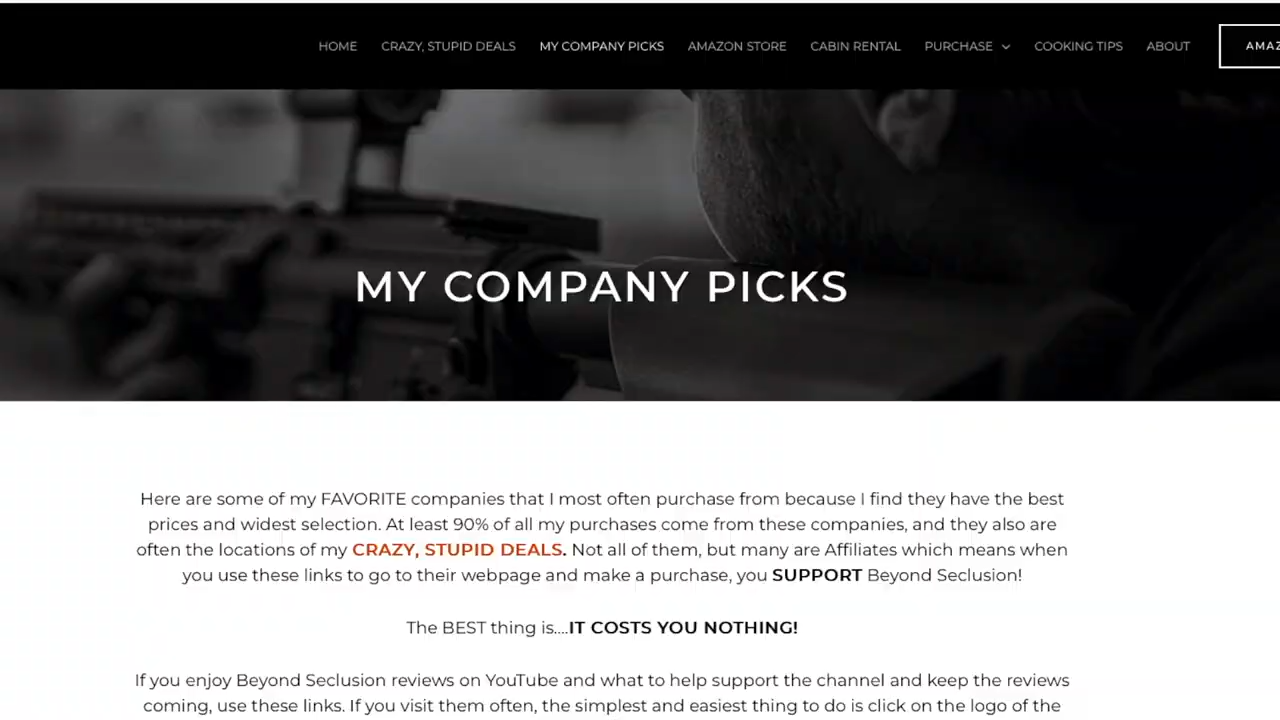 HOME CRAZY, STUPID DEALS MY COMPANY PICKS AMAZON STORE CABIN RENTAL PURCHASE COOKING TIPS ABOUT
MY COMPANY PICKS
Here are some of my FAVORITE companies that I most often purchase from because I find they have the best
prices and widest selection. At least 90% of all my purchases come from these companies, and they also are
often the locations of my CRAZY, STUPID DEALS. Not all of them, but many are Affiliates which means when
you use these links to go to their webpage and make a purchase, you SUPPORT Beyond Seclusion!
The BEST thing is....IT COSTS YOU NOTHING!
If you enjoy Beyond Seclusion reviews on YouTube and what to help support the channel and keep the reviews
coming, use these links. If you visit them often, the simplest and easiest thing to do is click on the logo of the